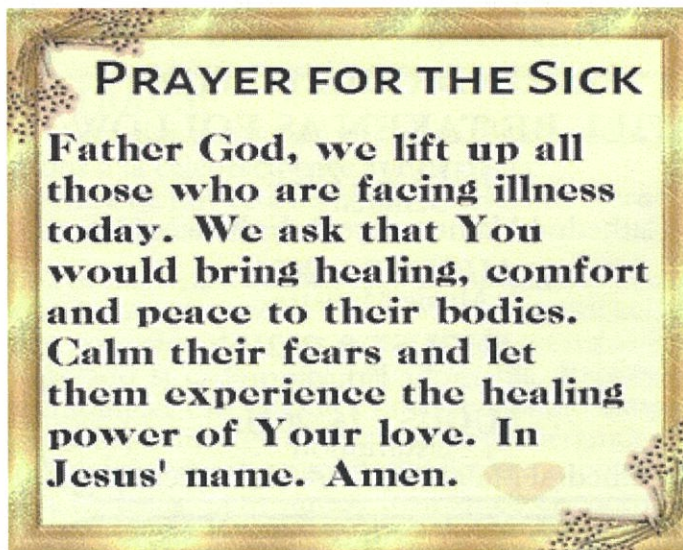 PRAYER FOR THE SICK
Father God, we lift up all
those who are facing illness
today. We ask that You
would bring healing, comfort
and peace to their bodies.
Calm their fears and let
them experience the healing
power of Your love. In
Jesus' name. Amen.